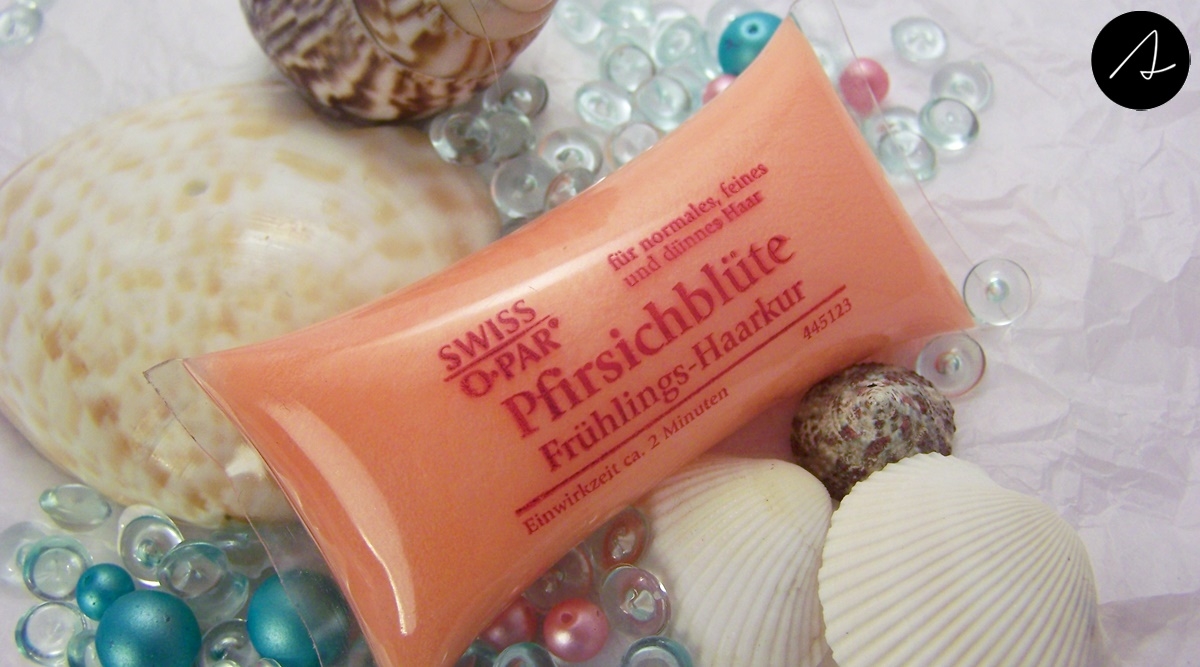 für normales, feines
und dünnes Haar
SWISS
O·PAR®
Pfirsichblüte
Frühlings-Haarkur
445123
Einwirkzeit ca. 2 Minuten